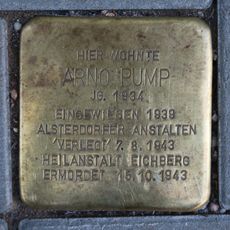 HIER WOHNTE
ARNO PUMP
JG. 1934
EINGEWIESEN 1939
ALSTERDORFER ANSTALTEN
'VERLEGT' 7.8.1943
HEILANSTALT EICHBERG
ERMORDET 15.10.1943